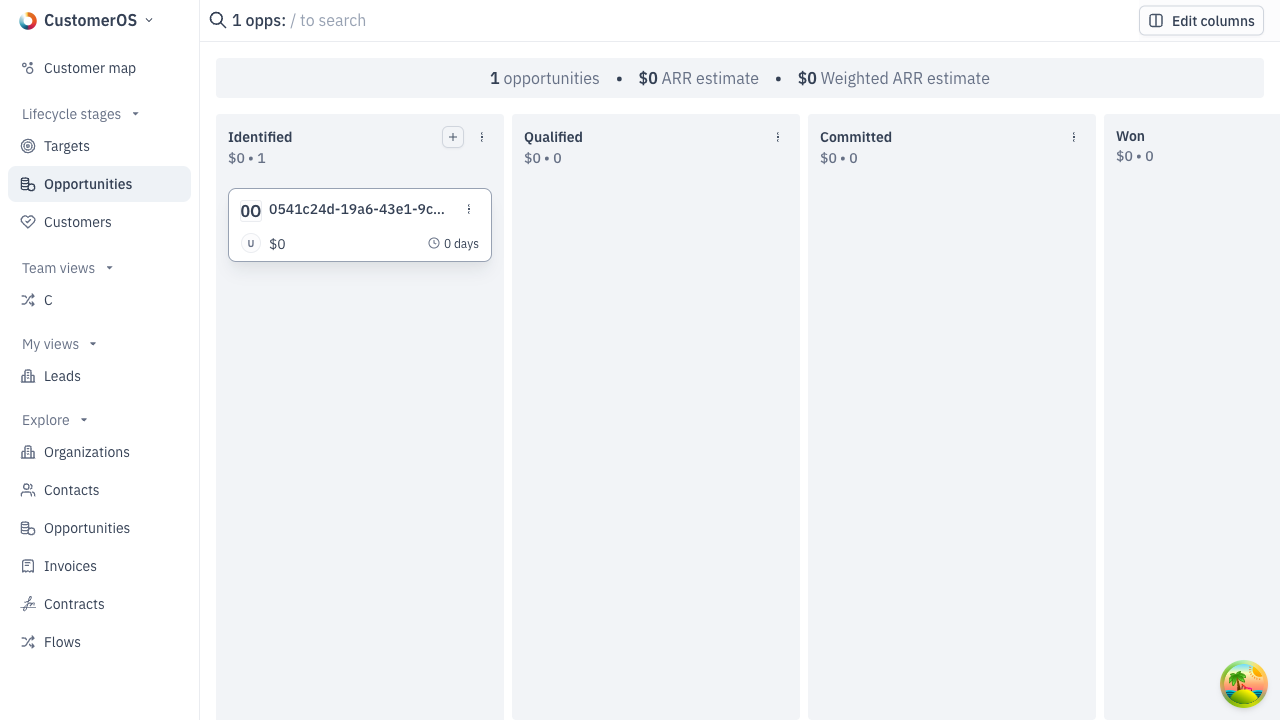 CustomerOS
1 opps: / to search
Edit columns
Customer map
Lifecycle stages
Targets
Opportunities
Customers
Team views
C
My views
Leads
Explore
Organizations
Contacts
Opportunities
Invoices
Contracts
Flows
1 opportunities • $0 ARR estimate • $0 Weighted ARR estimate
Identified
$0 • 1
OO 0541c24d-19a6-43e1-9c...
U $0 0 days
Qualified
$0 • 0
Committed
$0 • 0
Won
$0 • 0